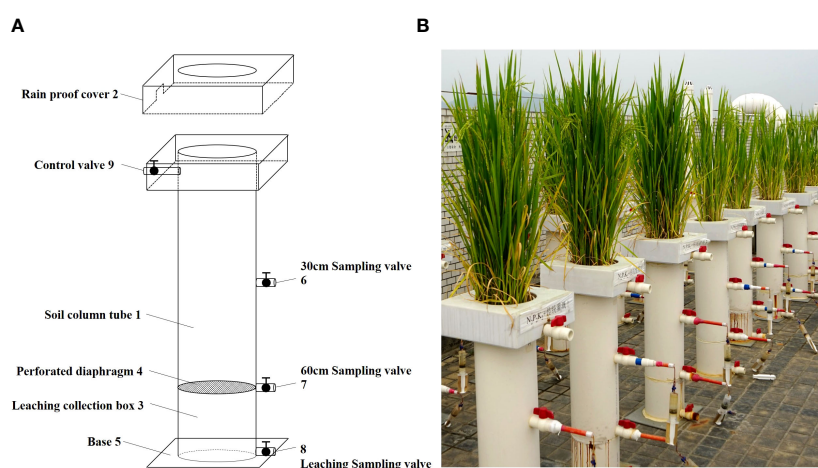 A
B
Rain proof cover 2
Control valve 9
30cm Sampling valve
6
Soil column tube 1
Perforated diaphragm 4
60cm Sampling valve
7
Leaching collection box 3
Base 5
8
Leaching Sampling valve